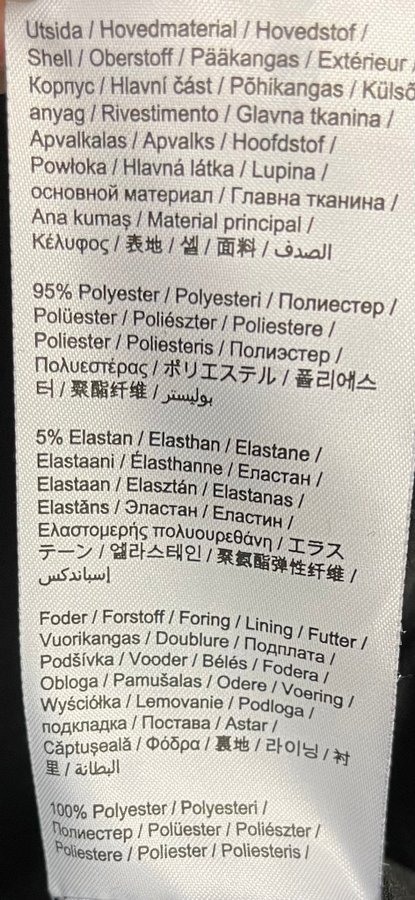 Utsida / Hovedmaterial / Hovedstof /
Shell / Oberstoff / Pääkangas / Extérieur /
Корпус / Hlavní část / Põhikangas / Külső
anyag / Rivestimento / Glavna tkanina /
Apvalkalas / Apvalks / Hoofdstof /
Powłoka / Hlavná látka / Lupina /
основной материал / Главна тканина /
Ana kumaş / Material principal /
Κέλυφος / 表地 / 셸 / 面料 / الصدف
95% Polyester / Polyesteri / Полиестер /
Polüester / Poliészter / Poliestere /
Poliester / Poliesteris / Полиэстер /
Πολυεστέρας / ポリエステル / 폴리에스
터 / 聚酯纤维 / بوليستر
5% Elastan / Elasthan / Elastane /
Elastaani / Élasthanne / Еластан /
Elastaan / Elasztán / Elastanas /
Elastāns / Эластан / Еластин /
Ελαστομερής πολυουρεθάνη / エラス
テーン / 엘라스테인 / 聚氨酯弹性纤维 /
إسباندكس
Foder / Forstoff / Foring / Lining / Futter /
Vuorikangas / Doublure / Подплата /
Podšívka / Vooder / Bélés / Fodera /
Obloga / Pamušalas / Odere / Voering /
Wyściółka / Lemovanie / Podloga /
подкладка / Постава / Astar /
Căptușeală / Φόδρα / 裏地 / 라이닝 / 衬
里 / البطانة
100% Polyester / Polyesteri /
Полиестер / Polüester / Poliészter /
Poliestere / Poliester / Poliesteris /